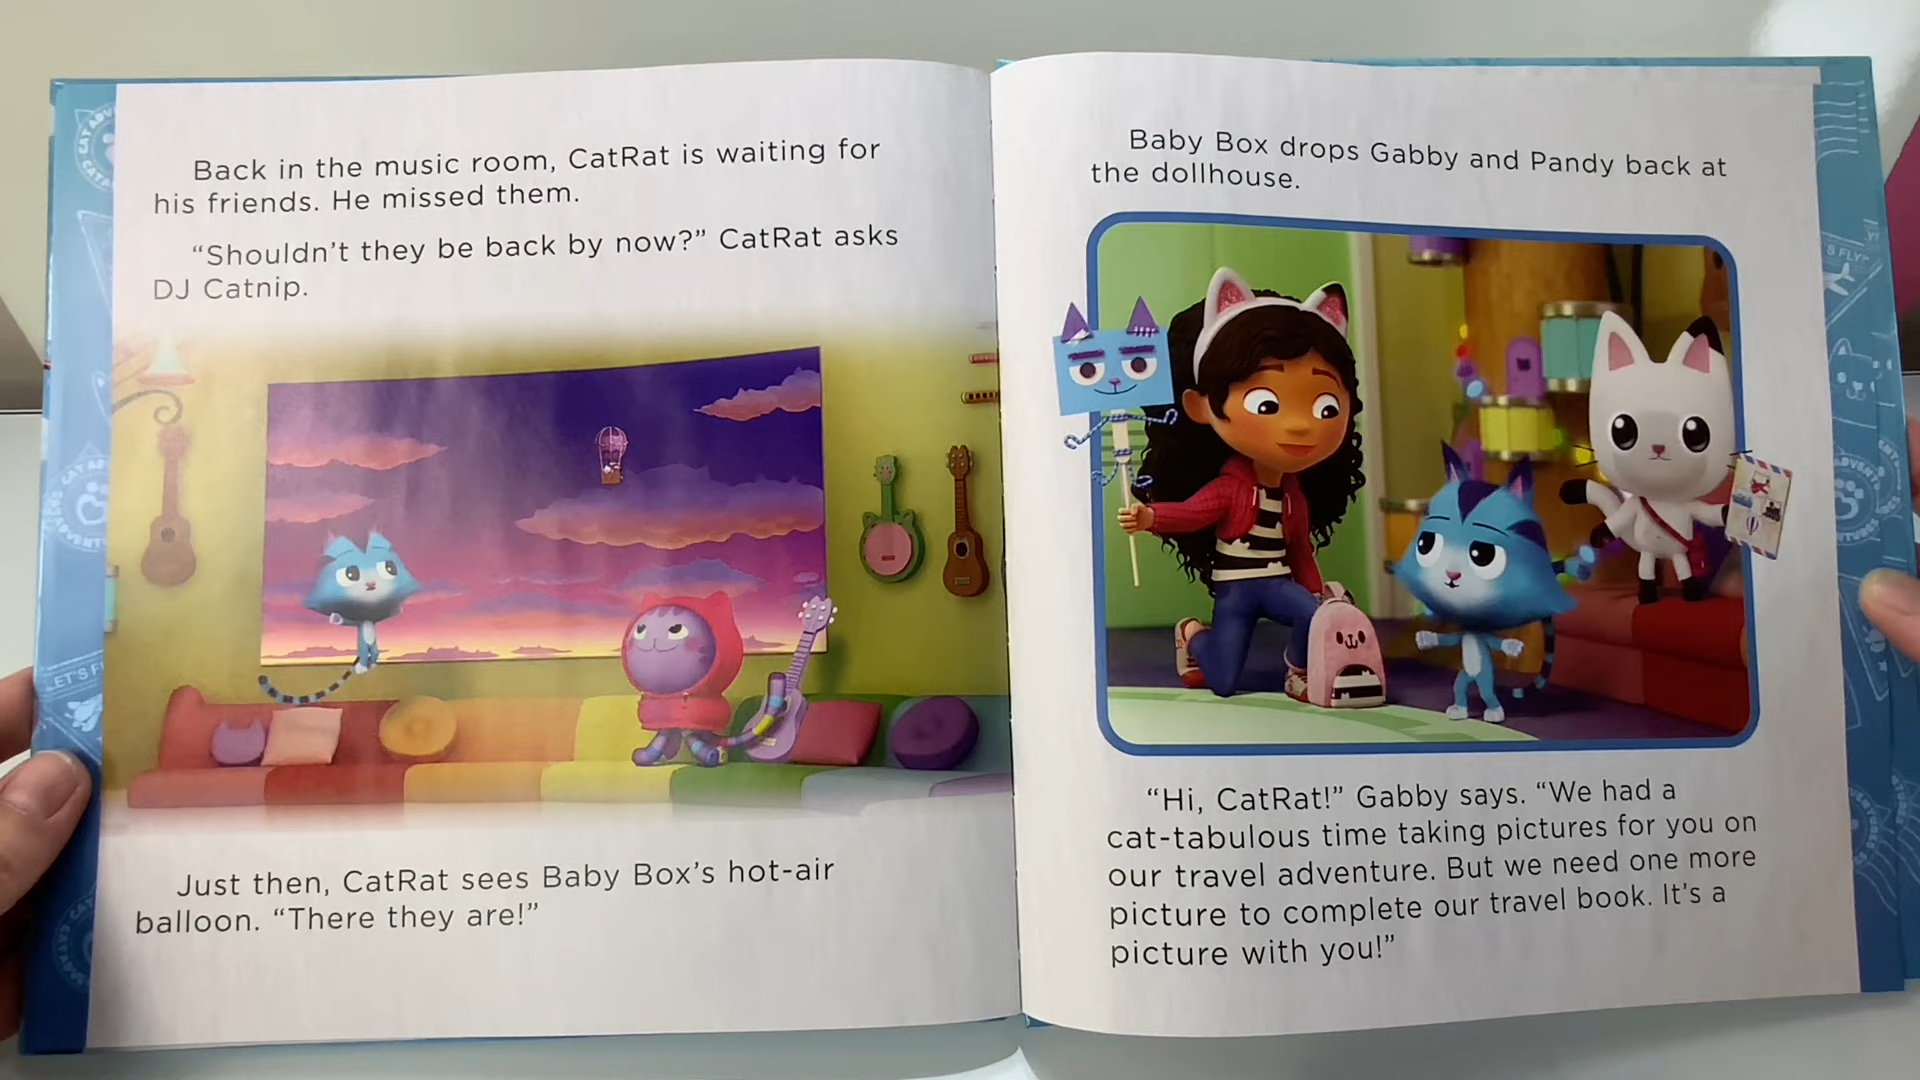 Back in the music room, CatRat is waiting for
his friends. He missed them.
“Shouldn’t they be back by now?” CatRat asks
DJ Catnip.
Just then, CatRat sees Baby Box’s hot-air
balloon. “There they are!”
Baby Box drops Gabby and Pandy back at
the dollhouse.
“Hi, CatRat!” Gabby says. “We had a
cat-tabulous time taking pictures for you on
our travel adventure. But we need one more
picture to complete our travel book. It’s a
picture with you!”